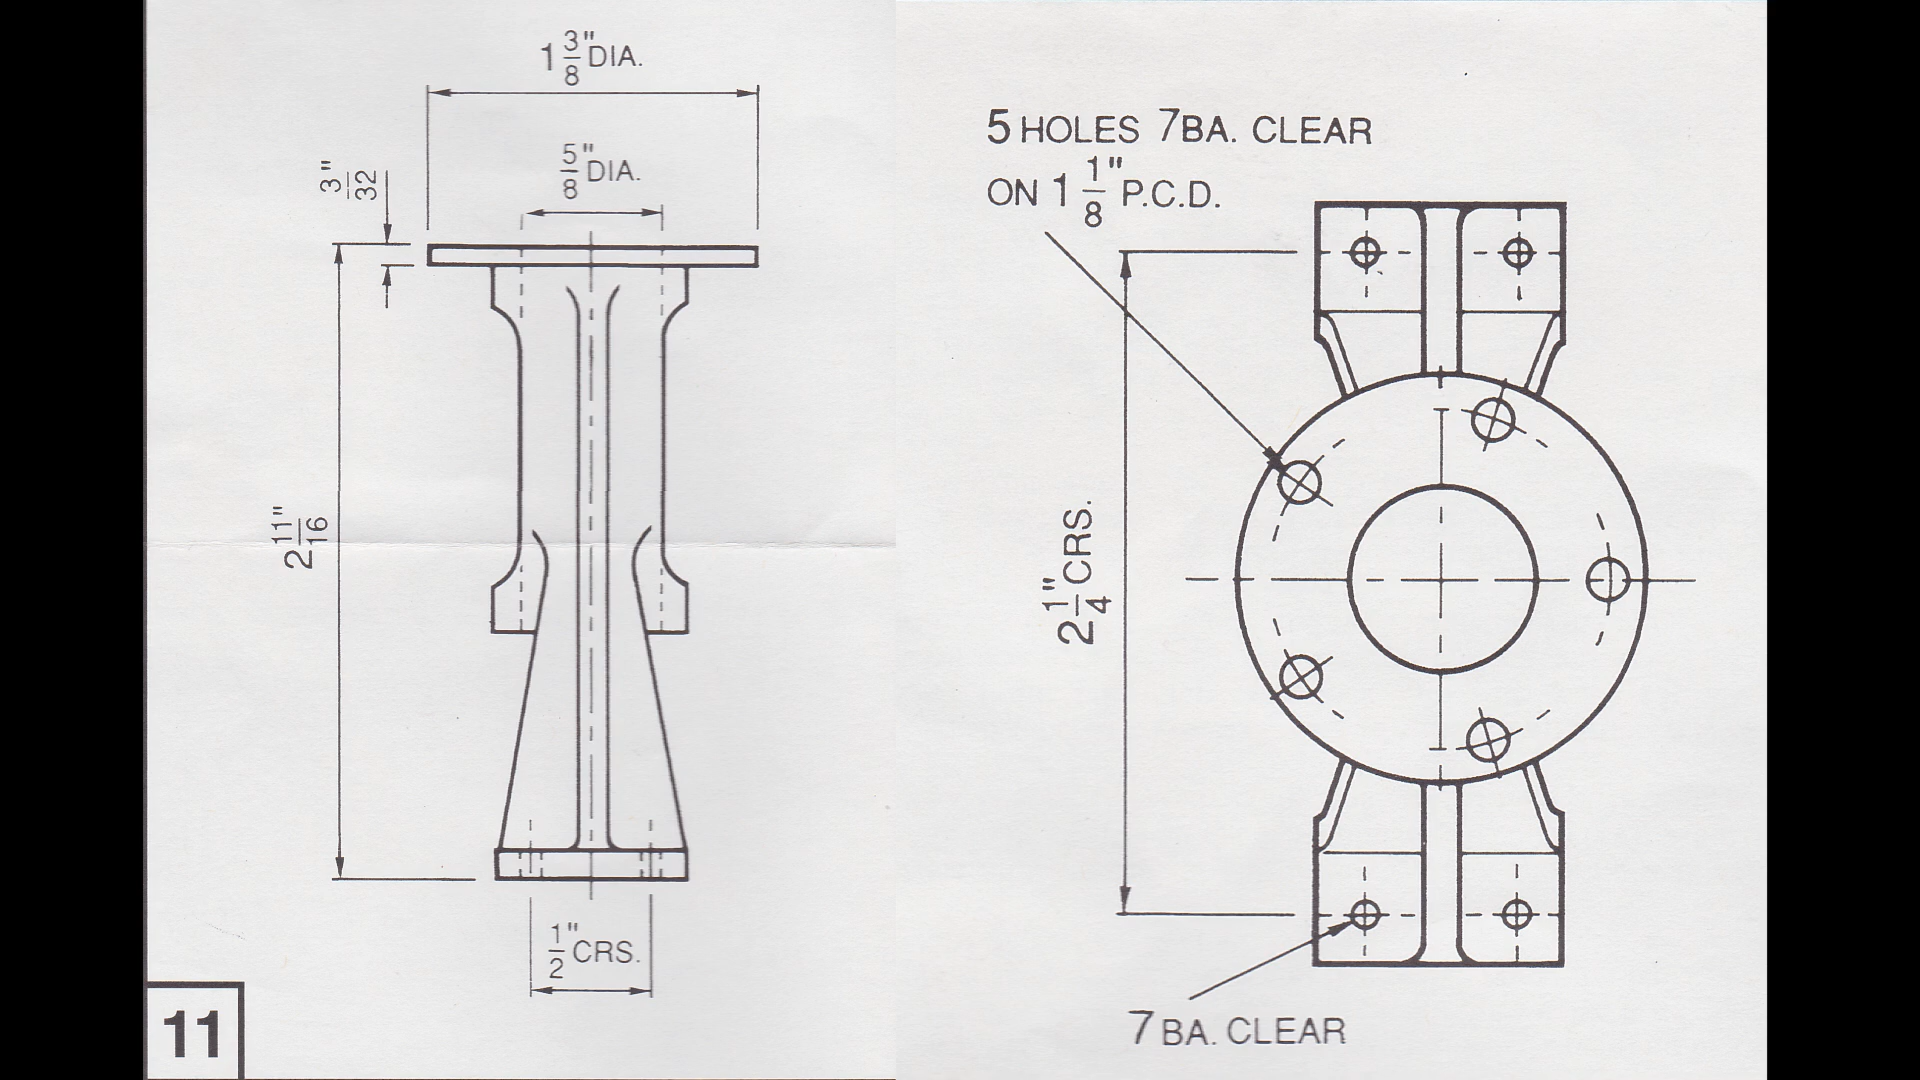 1 3/8" DIA.
5/8" DIA.
3/32"
2 11/16"
1/2" CRS.
11
5 HOLES 7BA. CLEAR
ON 1 1/8" P.C.D.
2 1/4" CRS.
7 BA. CLEAR